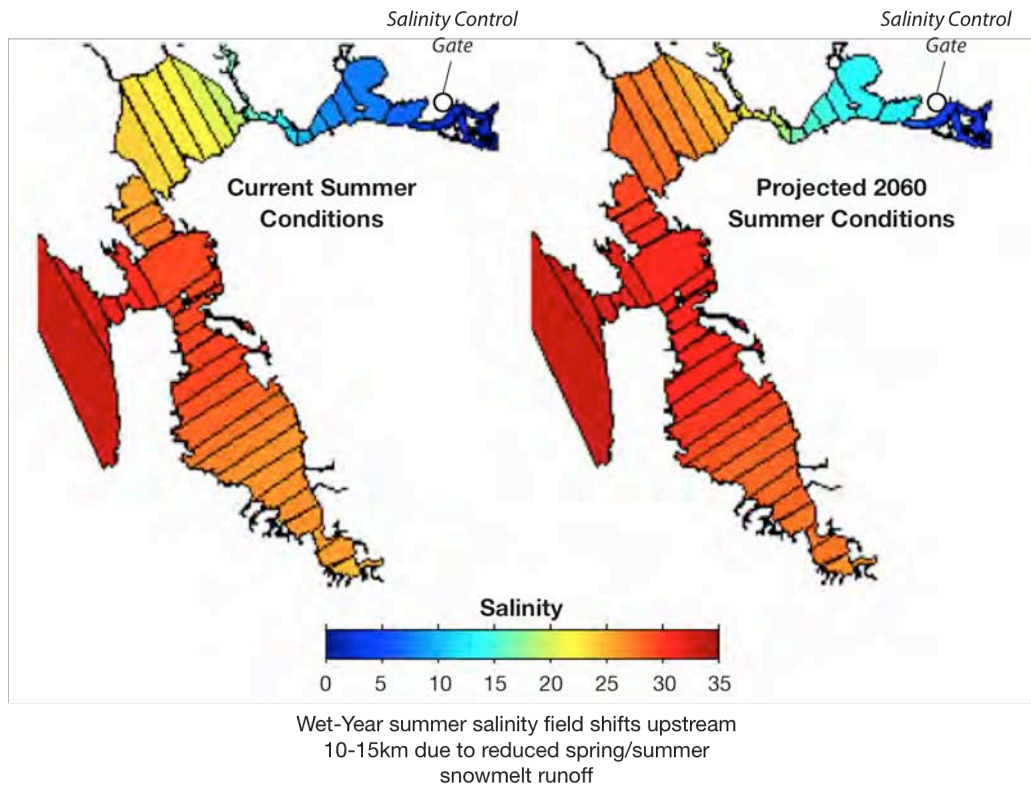 Salinity Control
Gate
Salinity Control
Gate
Current Summer
Conditions
Projected 2060
Summer Conditions
Salinity
0 5 10 15 20 25 30 35
Wet-Year summer salinity field shifts upstream
10-15km due to reduced spring/summer
snowmelt runoff